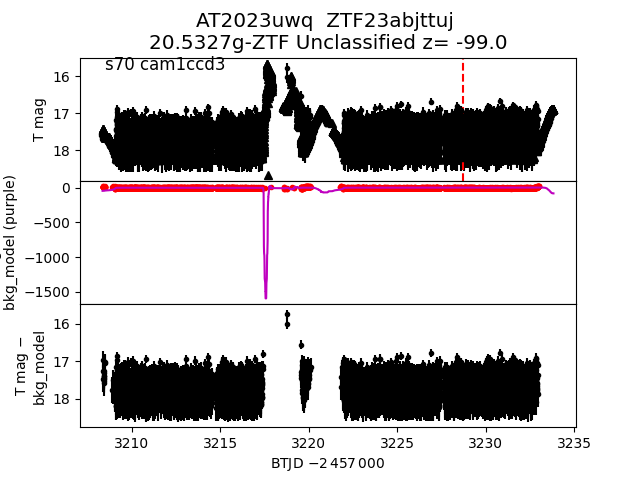 AT2023uwq  ZTF23abjttuj
20.5327g-ZTF Unclassified z= -99.0
s70 cam1ccd3
16
17
18
T mag
0
−500
−1000
−1500
bkg_model (purple)
16
17
18
T mag −
bkg_model
3210
3215
3220
3225
3230
3235
BTJD −2 457 000